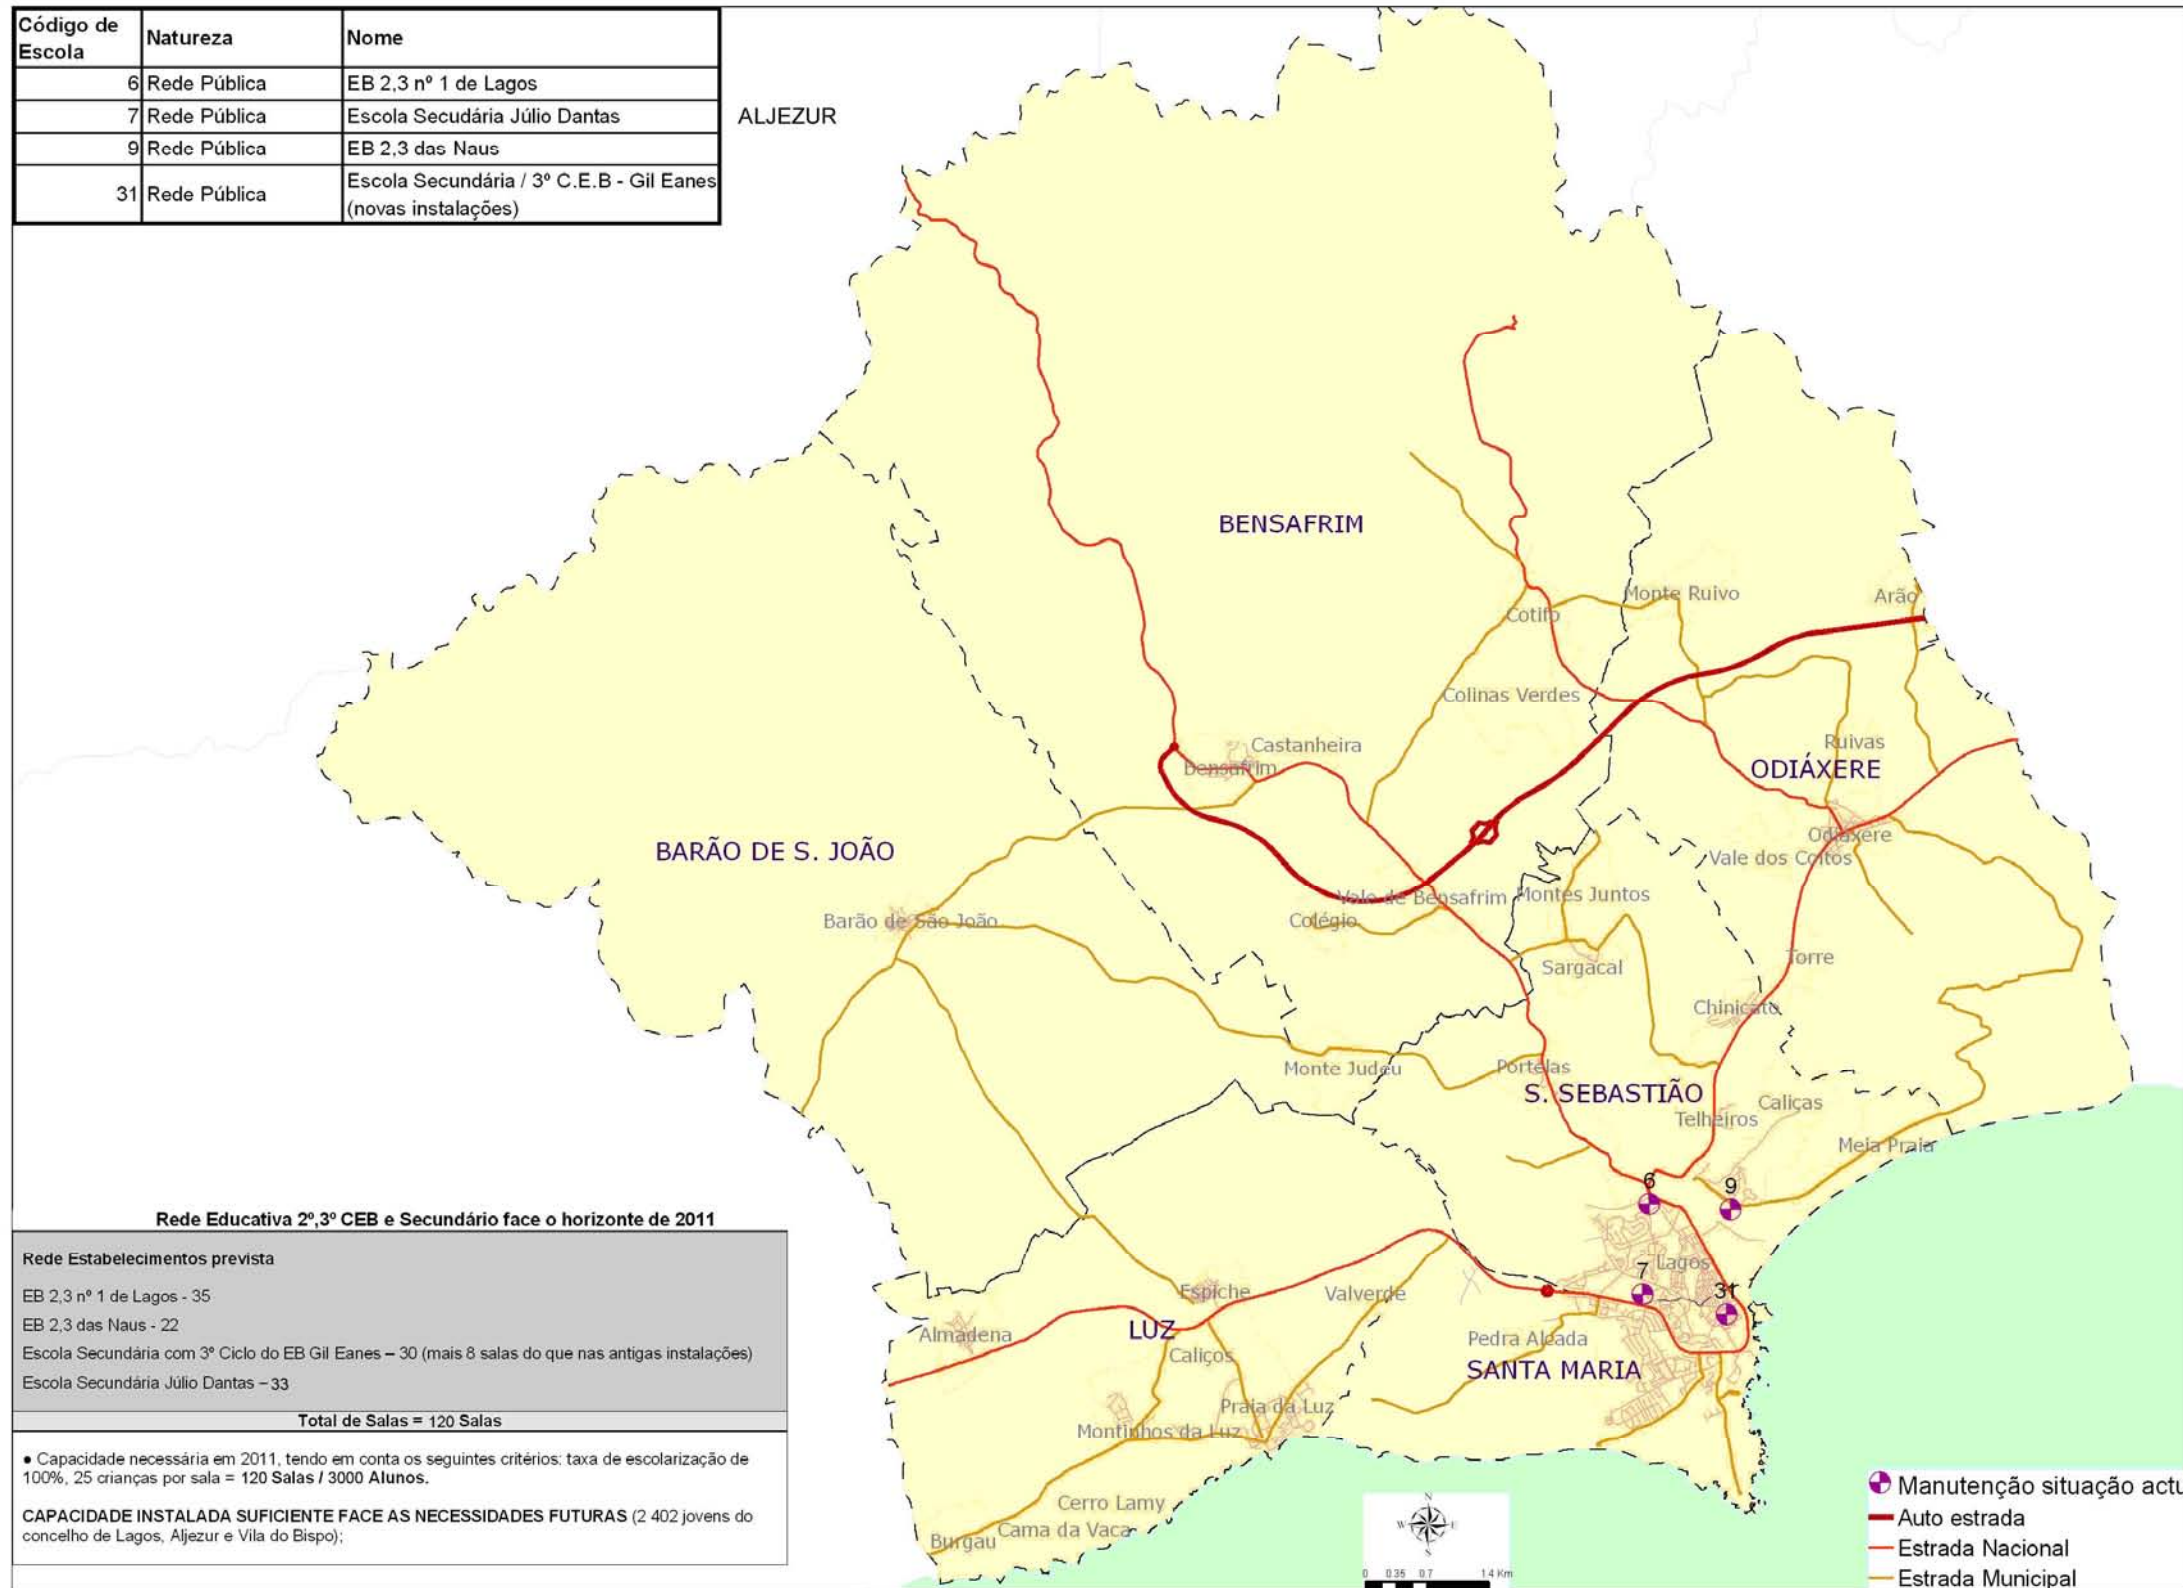 Código de Escola
Natureza
Nome
6 Rede Pública EB 2,3 nº 1 de Lagos
7 Rede Pública Escola Secudária Júlio Dantas
9 Rede Pública EB 2,3 das Naus
31 Rede Pública Escola Secundária / 3º C.E.B - Gil Eanes
(novas instalações)
ALJEZUR
BENSAFRIM
Monte Ruivo
Arão
Cotifo
Colinas Verdes
Castanheira
Bensafrim
Ruivas
ODIÁXERE
Odiáxere
Vale dos Coitos
BARÃO DE S. JOÃO
Vale de Bensafrim
Montes Juntos
Barão de São João
Colégio
Sargacal
Torre
Chinicato
Monte Judeu
Portelas
S. SEBASTIÃO
Caliças
Telheiros
Meia Praia
6
9
Lagos
7
31
Espiche
Valverde
Almadena
LUZ
Caliços
Pedra Alçada
SANTA MARIA
Praia da Luz
Montinhos da Luz
Cerro Lamy
Cama da Vaca
Burgau
Rede Educativa 2º,3º CEB e Secundário face o horizonte de 2011
Rede Estabelecimentos prevista
EB 2,3 nº 1 de Lagos - 35
EB 2,3 das Naus - 22
Escola Secundária com 3º Ciclo do EB Gil Eanes – 30 (mais 8 salas do que nas antigas instalações)
Escola Secundária Júlio Dantas – 33
Total de Salas = 120 Salas
• Capacidade necessária em 2011, tendo em conta os seguintes critérios: taxa de escolarização de
100%, 25 crianças por sala = 120 Salas / 3000 Alunos.
CAPACIDADE INSTALADA SUFICIENTE FACE AS NECESSIDADES FUTURAS (2 402 jovens do
concelho de Lagos, Aljezur e Vila do Bispo);
N
W E
S
0 0.35 0.7 1.4 Km
Manutenção situação actu
Auto estrada
Estrada Nacional
Estrada Municipal